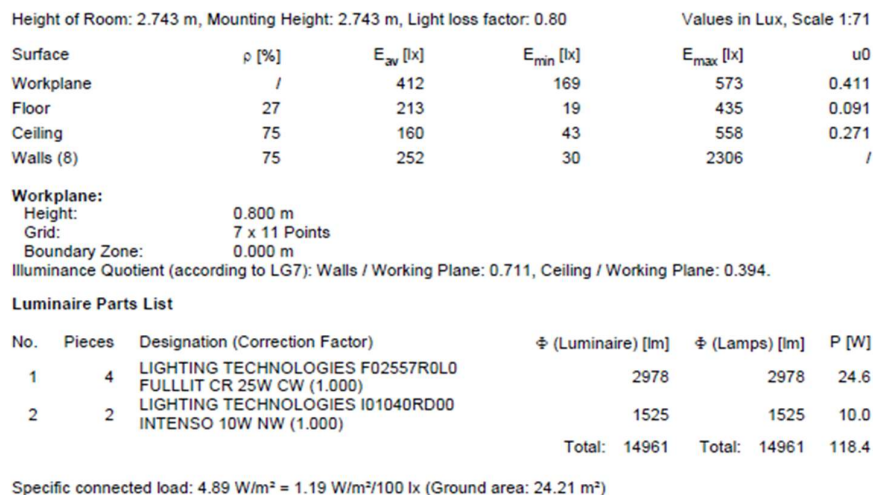 Height of Room: 2.743 m, Mounting Height: 2.743 m, Light loss factor: 0.80 Values in Lux, Scale 1:71
Surface ρ [%] Eav [lx] Emin [lx] Emax [lx] u0
Workplane / 412 169 573 0.411
Floor 27 213 19 435 0.091
Ceiling 75 160 43 558 0.271
Walls (8) 75 252 30 2306 /
Workplane:
Height: 0.800 m
Grid: 7 x 11 Points
Boundary Zone: 0.000 m
Illuminance Quotient (according to LG7): Walls / Working Plane: 0.711, Ceiling / Working Plane: 0.394.
Luminaire Parts List
No. Pieces Designation (Correction Factor) Φ (Luminaire) [lm] Φ (Lamps) [lm] P [W]
1 4 LIGHTING TECHNOLOGIES F02557R0L0
FULLLIT CR 25W CW (1.000) 2978 2978 24.6
2 2 LIGHTING TECHNOLOGIES I01040RD00
INTENSO 10W NW (1.000) 1525 1525 10.0
Total: 14961 Total: 14961 118.4
Specific connected load: 4.89 W/m² = 1.19 W/m²/100 lx (Ground area: 24.21 m²)